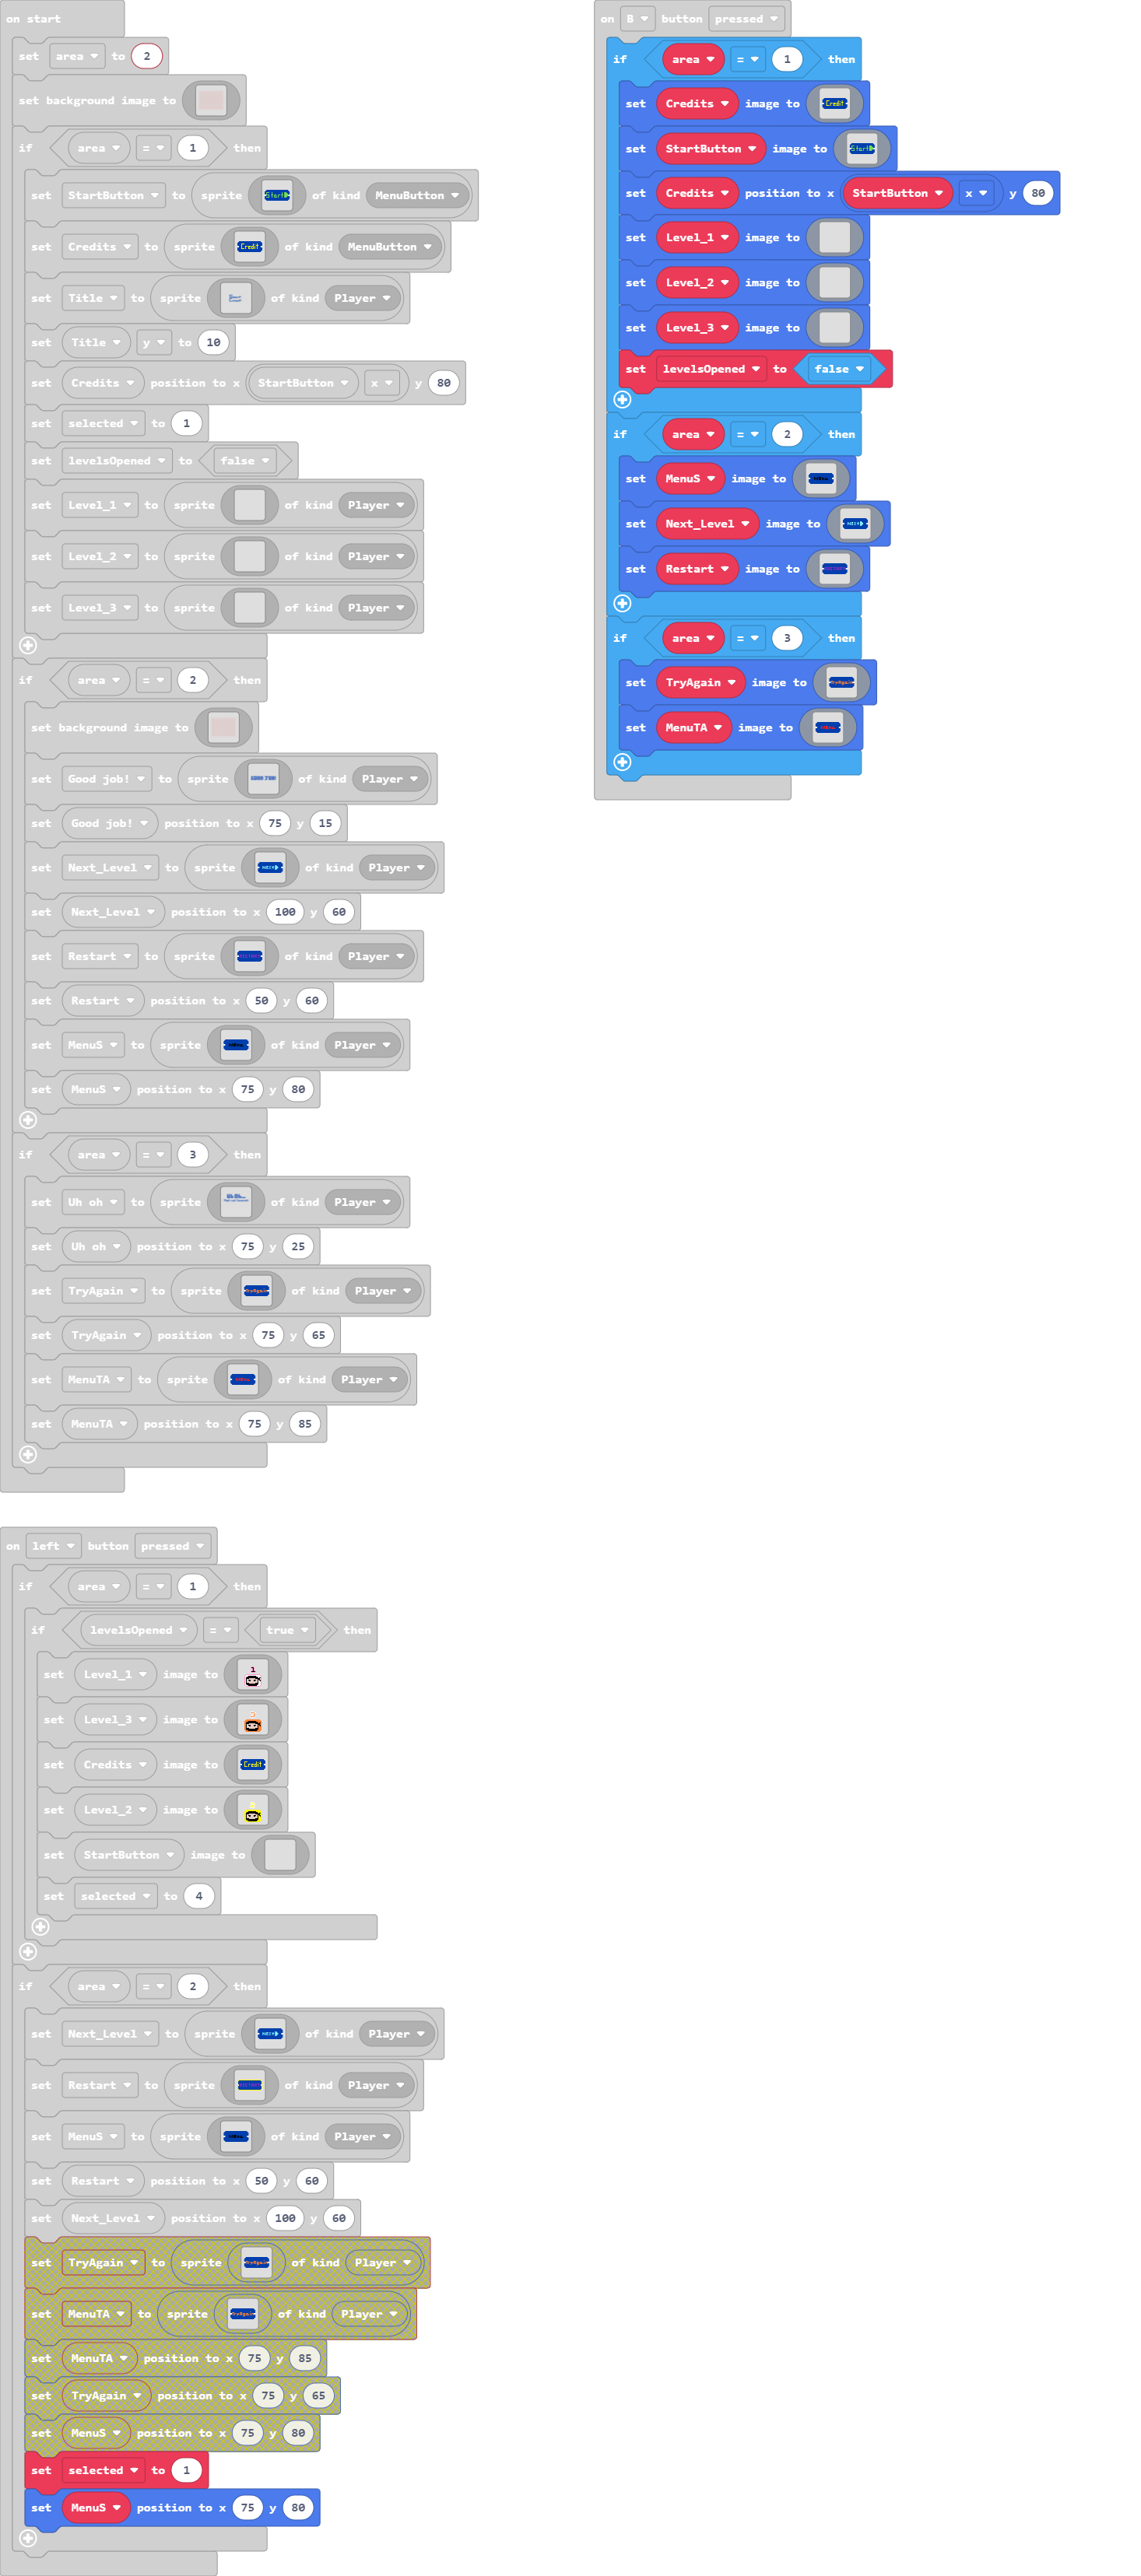 on start
set area to 2
set background image to
if area = 1 then
set StartButton to sprite Start of kind MenuButton
set Credits to sprite Credit of kind MenuButton
set Title to sprite of kind Player
set Title y to 10
set Credits position to x StartButton x y 80
set selected to 1
set levelsOpened to false
set Level_1 to sprite of kind Player
set Level_2 to sprite of kind Player
set Level_3 to sprite of kind Player
if area = 2 then
set background image to
set Good job! to sprite of kind Player
set Good job! position to x 75 y 15
set Next_Level to sprite of kind Player
set Next_Level position to x 100 y 60
set Restart to sprite of kind Player
set Restart position to x 50 y 60
set MenuS to sprite of kind Player
set MenuS position to x 75 y 80
if area = 3 then
set Uh oh to sprite of kind Player
set Uh oh position to x 75 y 25
set TryAgain to sprite TryAgain of kind Player
set TryAgain position to x 75 y 65
set MenuTA to sprite of kind Player
set MenuTA position to x 75 y 85
on left button pressed
if area = 1 then
if levelsOpened = true then
set Level_1 image to 1
set Level_3 image to 3
set Credits image to Credit
set Level_2 image to
set StartButton image to
set selected to 4
if area = 2 then
set Next_Level to sprite of kind Player
set Restart to sprite of kind Player
set MenuS to sprite of kind Player
set Restart position to x 50 y 60
set Next_Level position to x 100 y 60
set TryAgain to sprite TryAgain of kind Player
set MenuTA to sprite TryAgain of kind Player
set MenuTA position to x 75 y 85
set TryAgain position to x 75 y 65
set MenuS position to x 75 y 80
set selected to 1
set MenuS position to x 75 y 80
on B button pressed
if area = 1 then
set Credits image to Credit
set StartButton image to Start
set Credits position to x StartButton x y 80
set Level_1 image to
set Level_2 image to
set Level_3 image to
set levelsOpened to false
if area = 2 then
set MenuS image to
set Next_Level image to
set Restart image to
if area = 3 then
set TryAgain image to TryAgain
set MenuTA image to